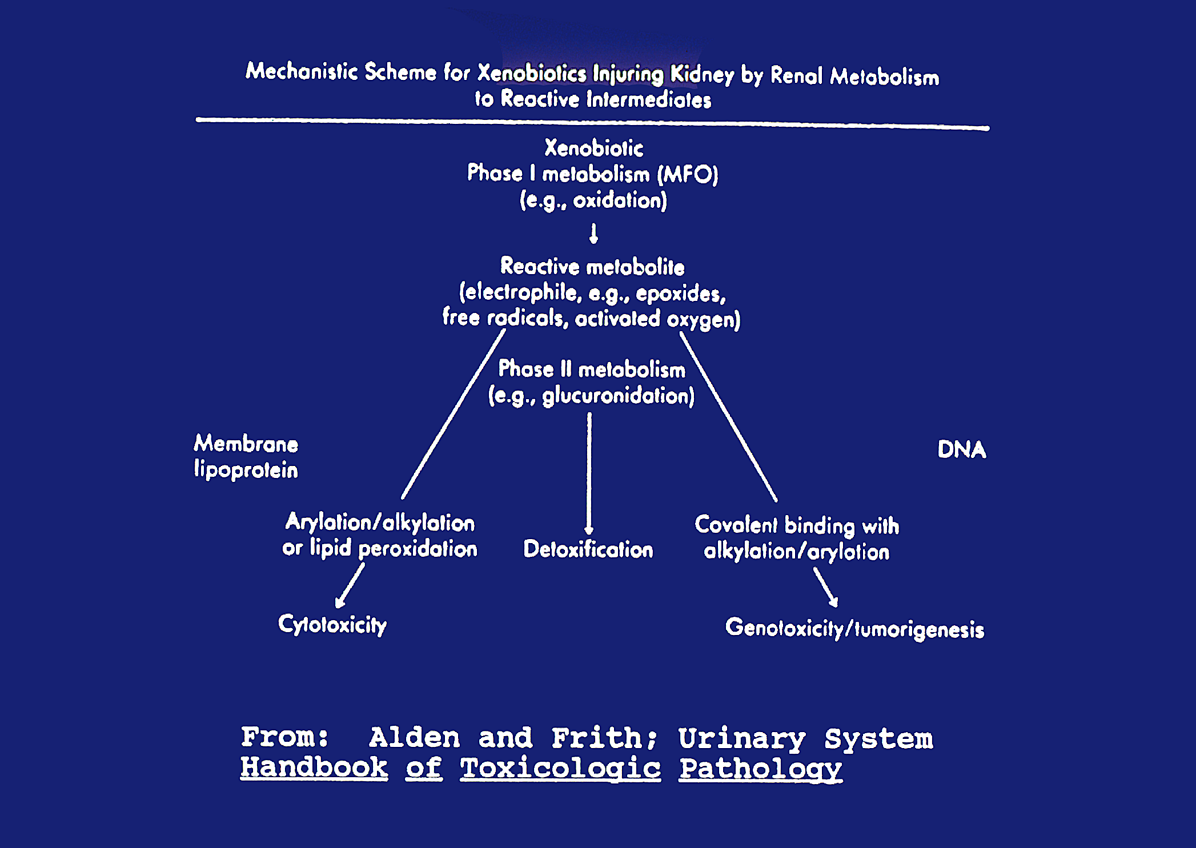 Mechanistic Scheme for Xenobiotics Injuring Kidney by Renal Metabolism
to Reactive Intermediates
Xenobiotic
Phase I metabolism (MFO)
(e.g., oxidation)
Reactive metabolite
(electrophile, e.g., epoxides,
free radicals, activated oxygen)
Phase II metabolism
(e.g., glucuronidation)
Membrane
lipoprotein
DNA
Arylation/alkylation
or lipid peroxidation
Detoxification
Covalent binding with
alkylation/arylation
Cytotoxicity
Genotoxicity/tumorigenesis
From: Alden and Frith; Urinary System
Handbook of Toxicologic Pathology